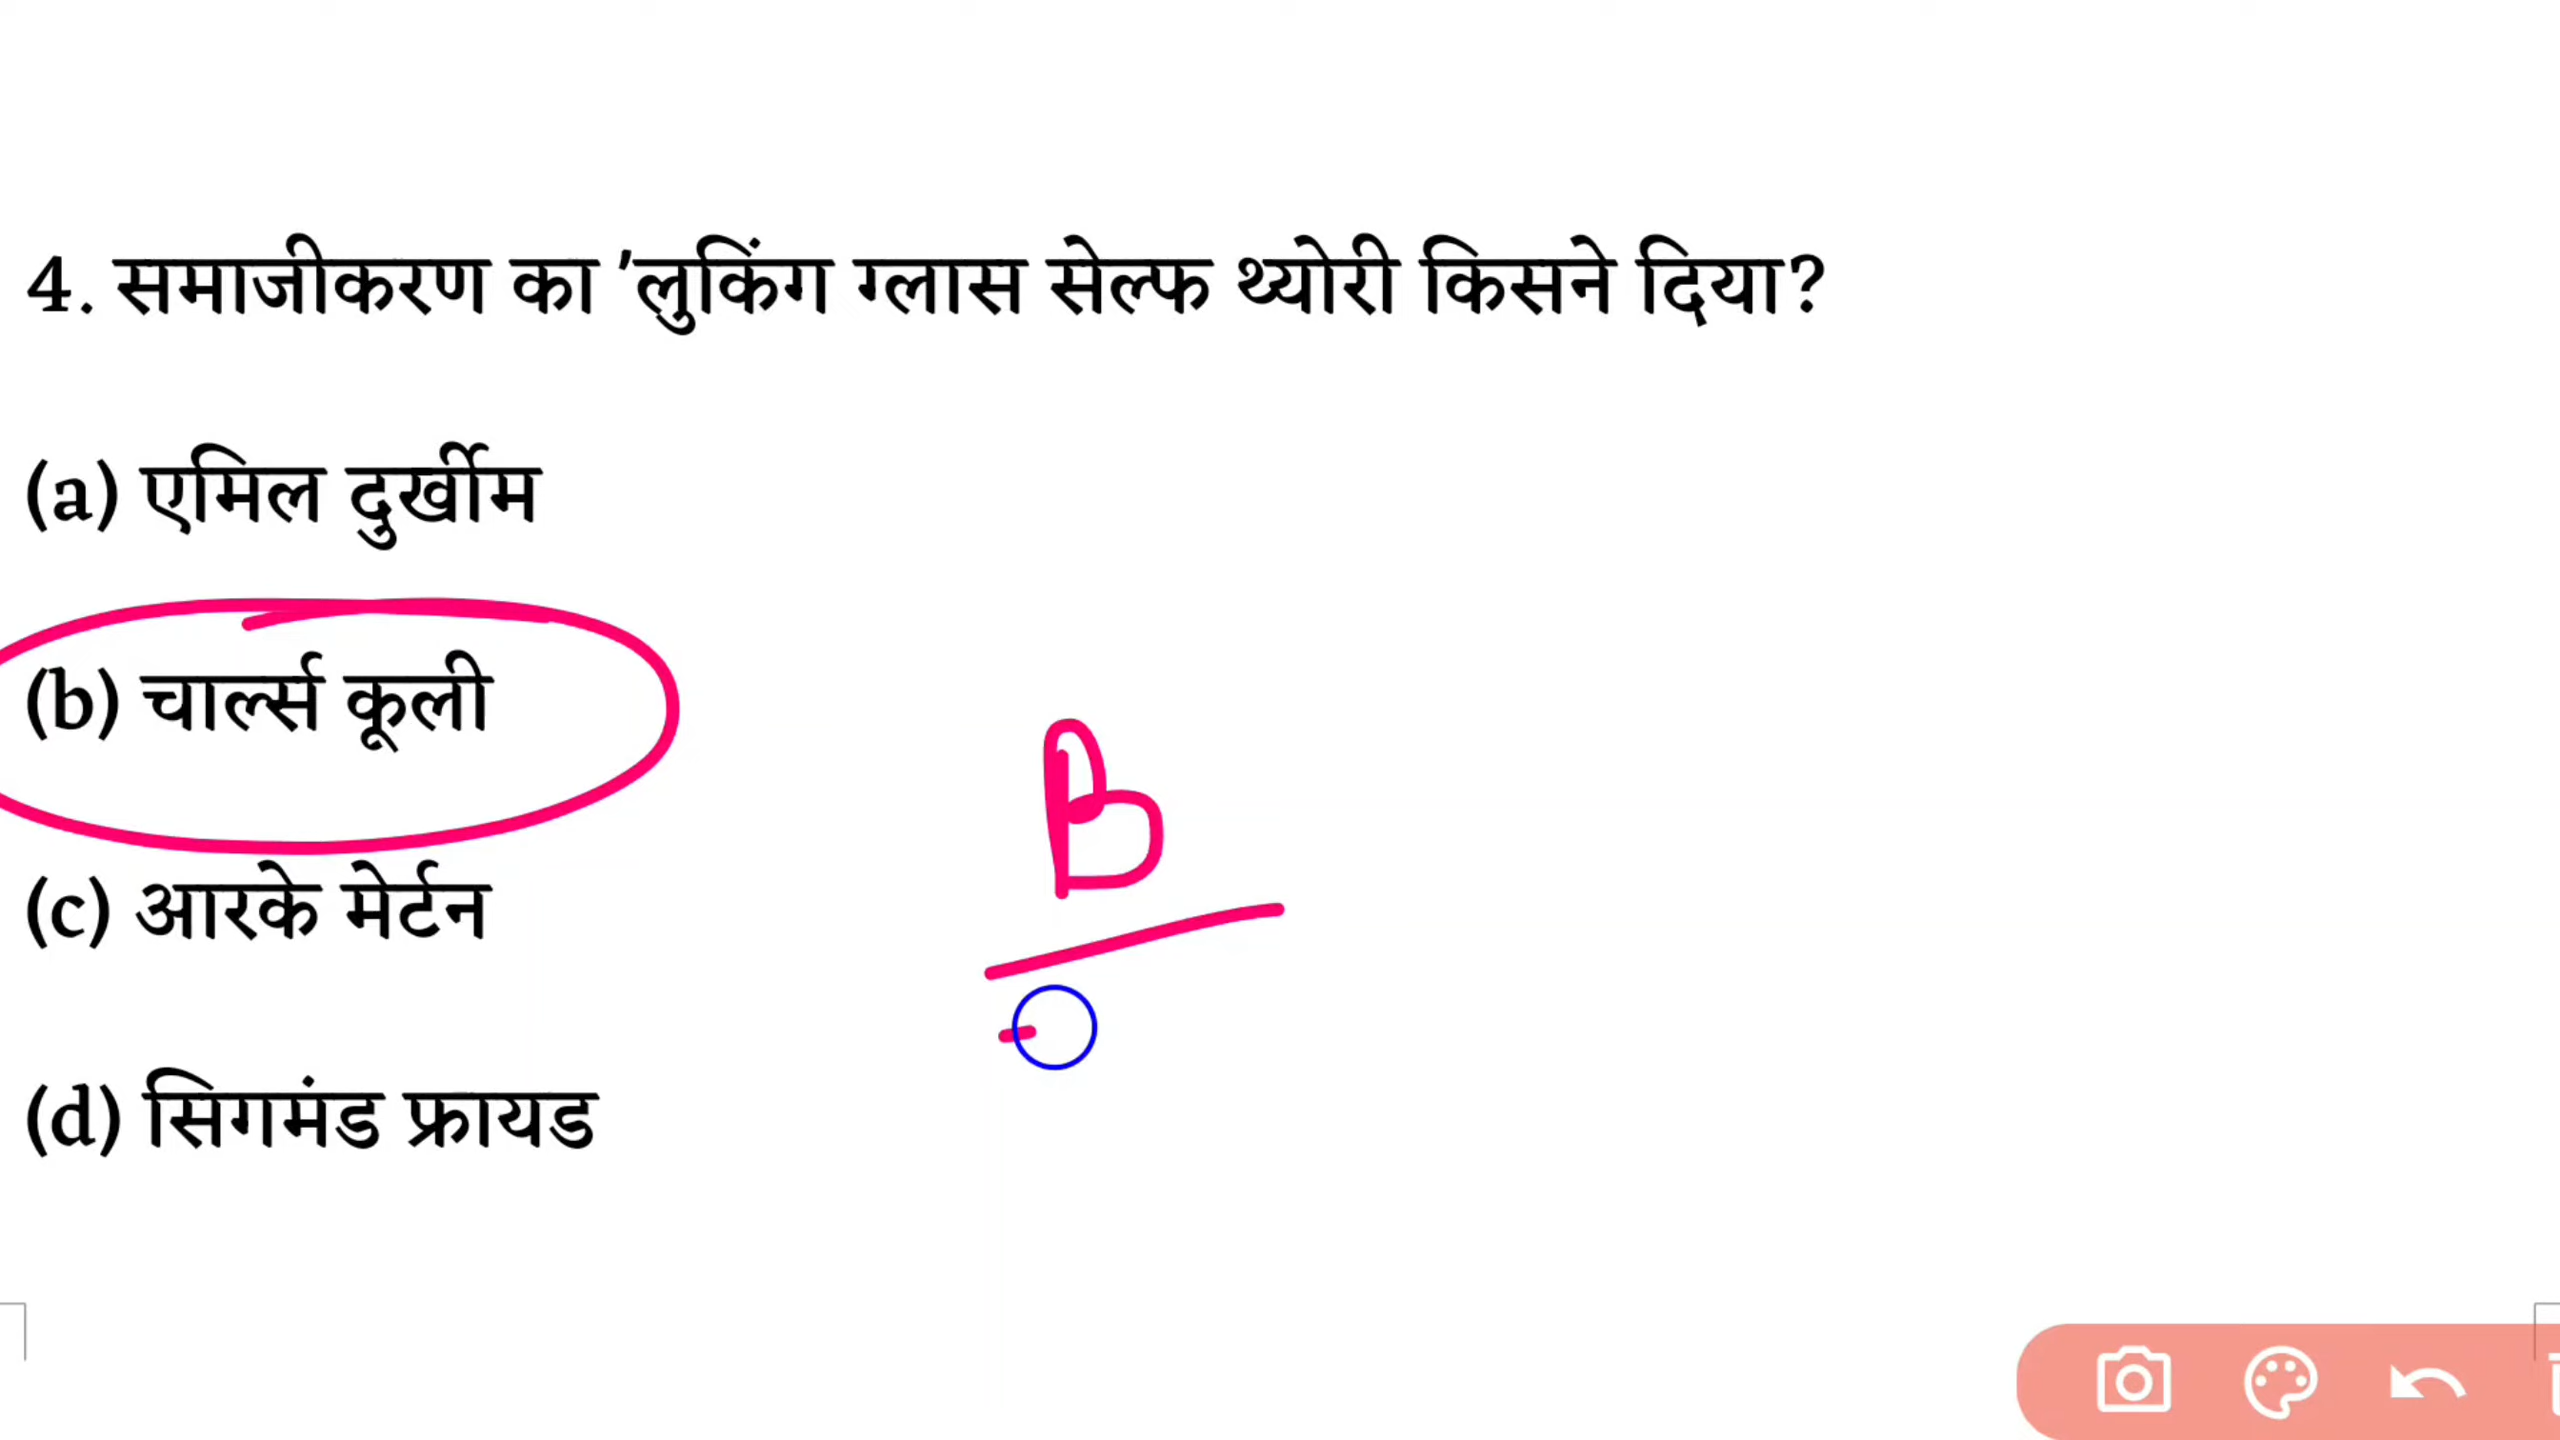 4. समाजीकरण का 'लुकिंग ग्लास सेल्फ थ्योरी किसने दिया?
(a) एमिल दुर्खीम
(b) चार्ल्स कूली
B
(c) आरके मेर्टन
(d) सिगमंड फ्रायड